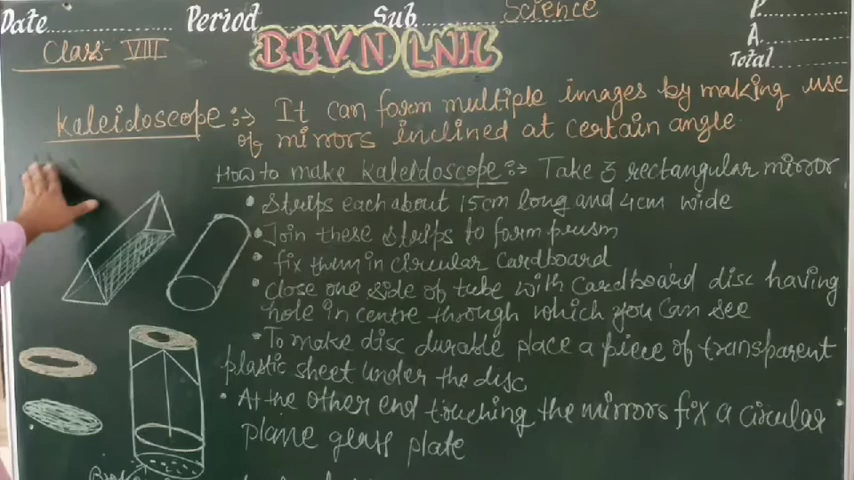 Date Period Sub Science P
A
Total
Class - VIII
BBVN LNH
Kaleidoscope :-> It can form multiple images by making use
of mirrors inclined at certain angle
How to make kaleidoscope :-> Take 3 rectangular mirror
• Strips each about 15cm long and 4cm wide
• Join these strips to form prism
• fix them in circular cardboard
• Close one side of tube with Cardboard disc having
hole in centre through which you can see
• To make disc durable place a piece of transparent
plastic sheet under the disc
• At the other end touching the mirrors fix a circular
plame glass plate